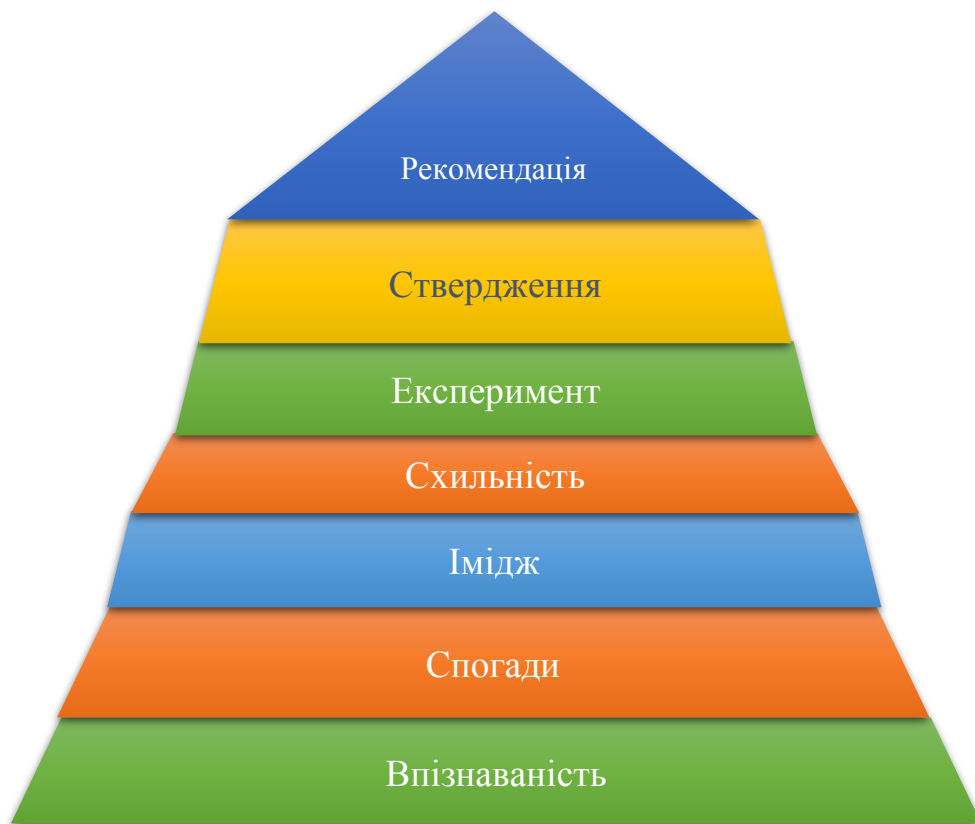 Рекомендація
Ствердження
Експеримент
Схильність
Імідж
Спогади
Впізнаваність